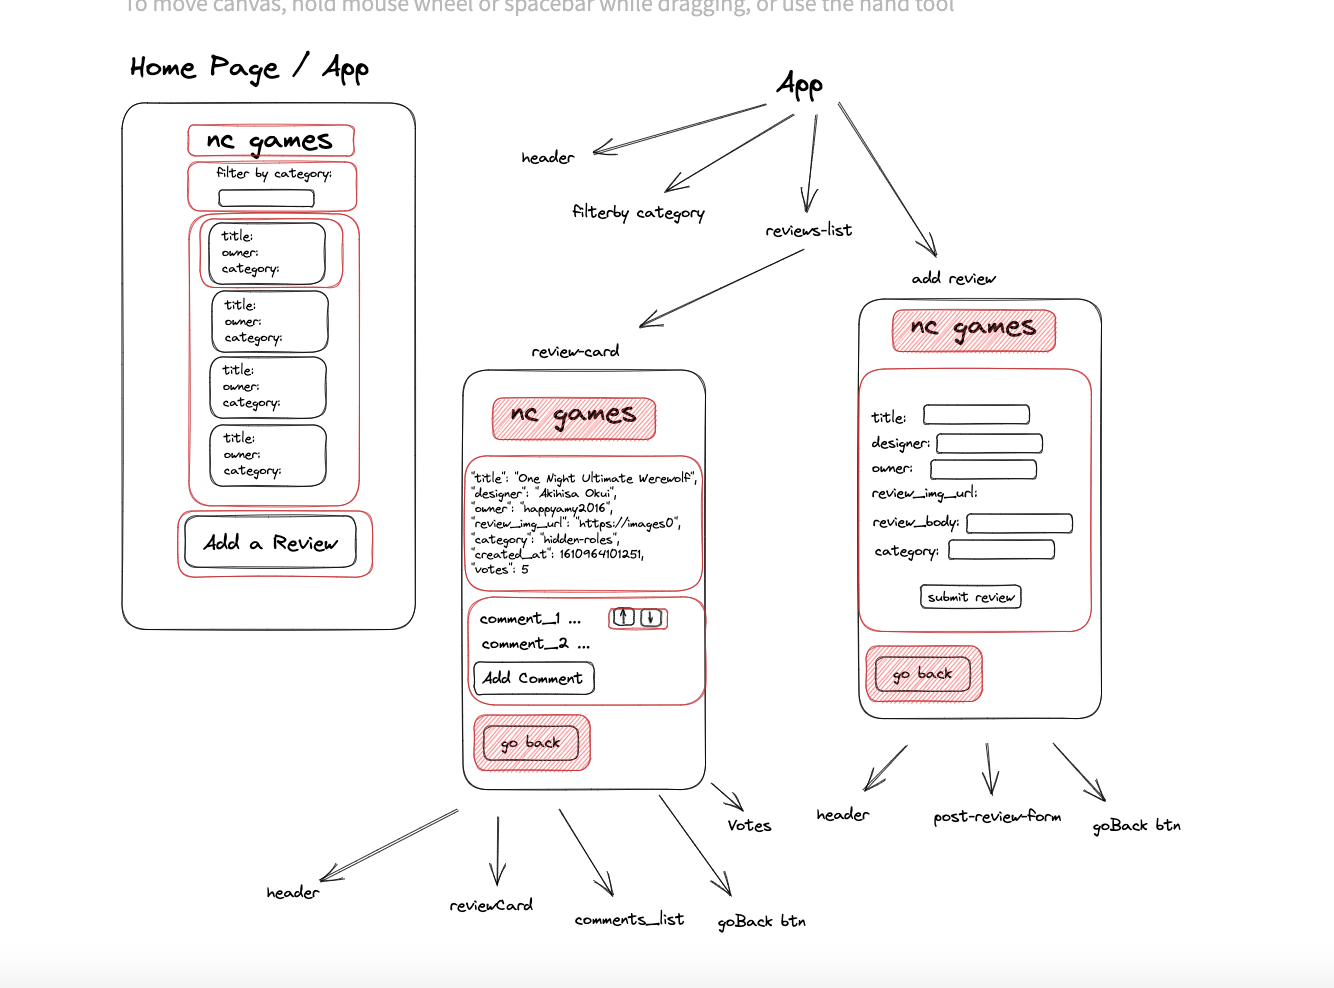 To move canvas, hold mouse wheel or spacebar while dragging, or use the hand tool
Home Page / App
nc games
filter by category:
title:
owner:
category:
title:
owner:
category:
title:
owner:
category:
title:
owner:
category:
Add a Review
App
header
filterby category
reviews-list
add review
review-card
nc games
"title": "One Night Ultimate Werewolf",
"designer": "Akihisa Okui",
"owner": "happyamy2016",
"review_img_url": "https://images0",
"category": "hidden-roles",
"created_at": 1610964101251,
"votes": 5
comment_1 ...
comment_2 ...
Add Comment
go back
header
reviewCard
comments_list
goBack btn
Votes
nc games
title:
designer:
owner:
review_img_url:
review_body:
category:
submit review
go back
header
post-review-form
goBack btn